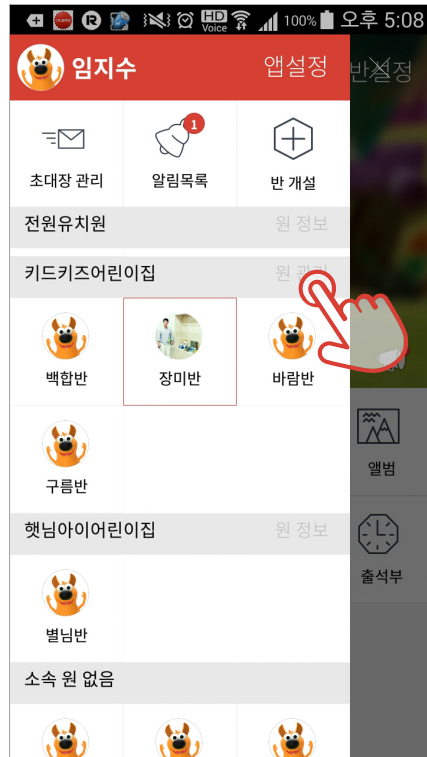 HD Voice 100% 오후 5:08
임지수 앱설정 반설정
1
초대장 관리 알림목록 반 개설
전원유치원 원 정보
키드키즈어린이집 원 관리
백합반 장미반 바람반
앨범
구름반
햇님아이어린이집 원 정보
출석부
별님반
소속 원 없음